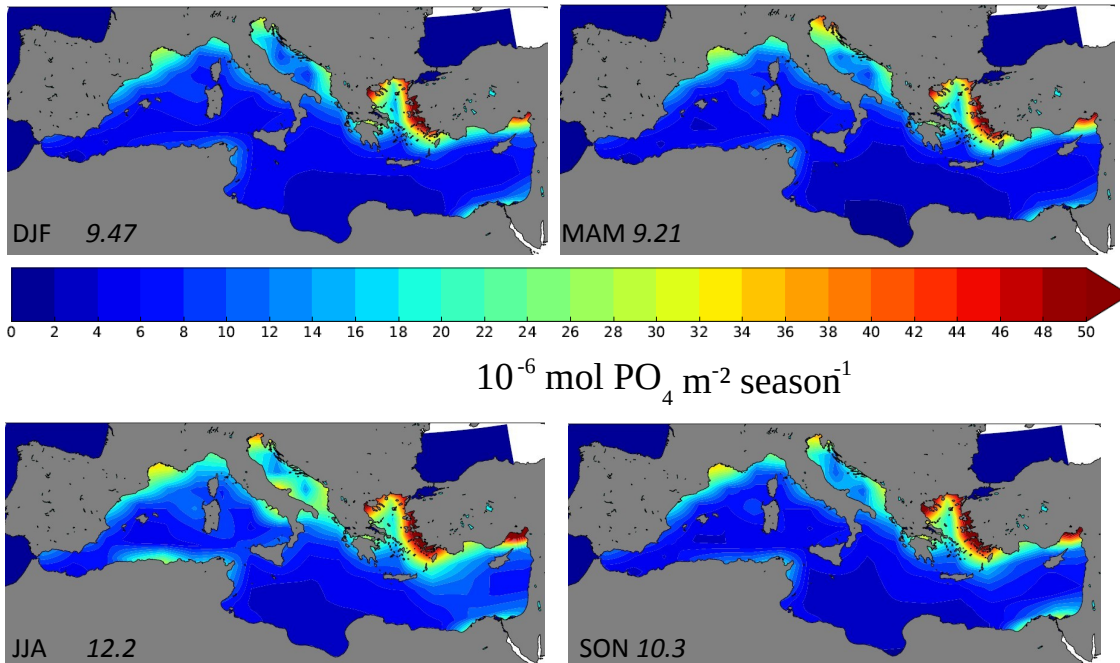 DJF 9.47
MAM 9.21
0 2 4 6 8 10 12 14 16 18 20 22 24 26 28 30 32 34 36 38 40 42 44 46 48 50
10⁻⁶ mol PO₄ m⁻² season⁻¹
JJA 12.2
SON 10.3